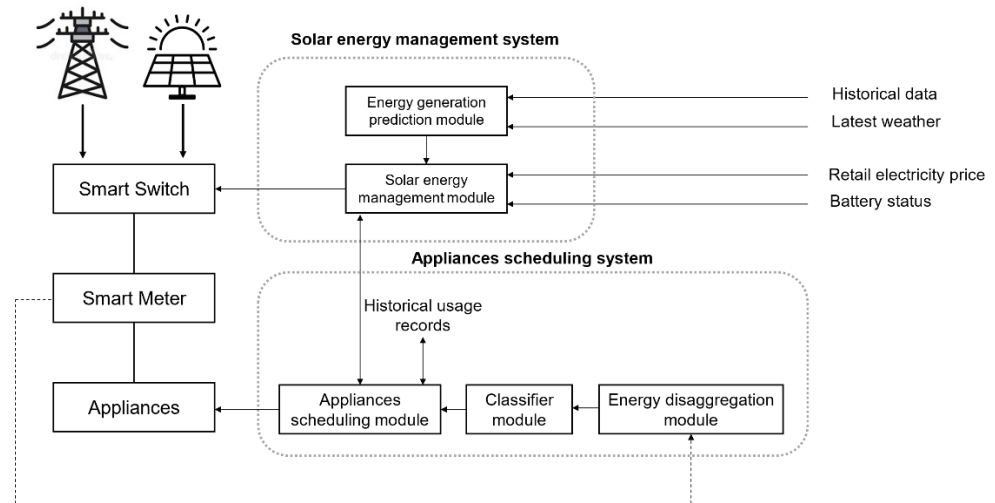 Solar energy management system
Energy generation
prediction module
Historical data
Latest weather
Smart Switch
Solar energy
management module
Retail electricity price
Battery status
Appliances scheduling system
Smart Meter
Historical usage
records
Appliances
Appliances
scheduling module
Classifier
module
Energy disaggregation
module